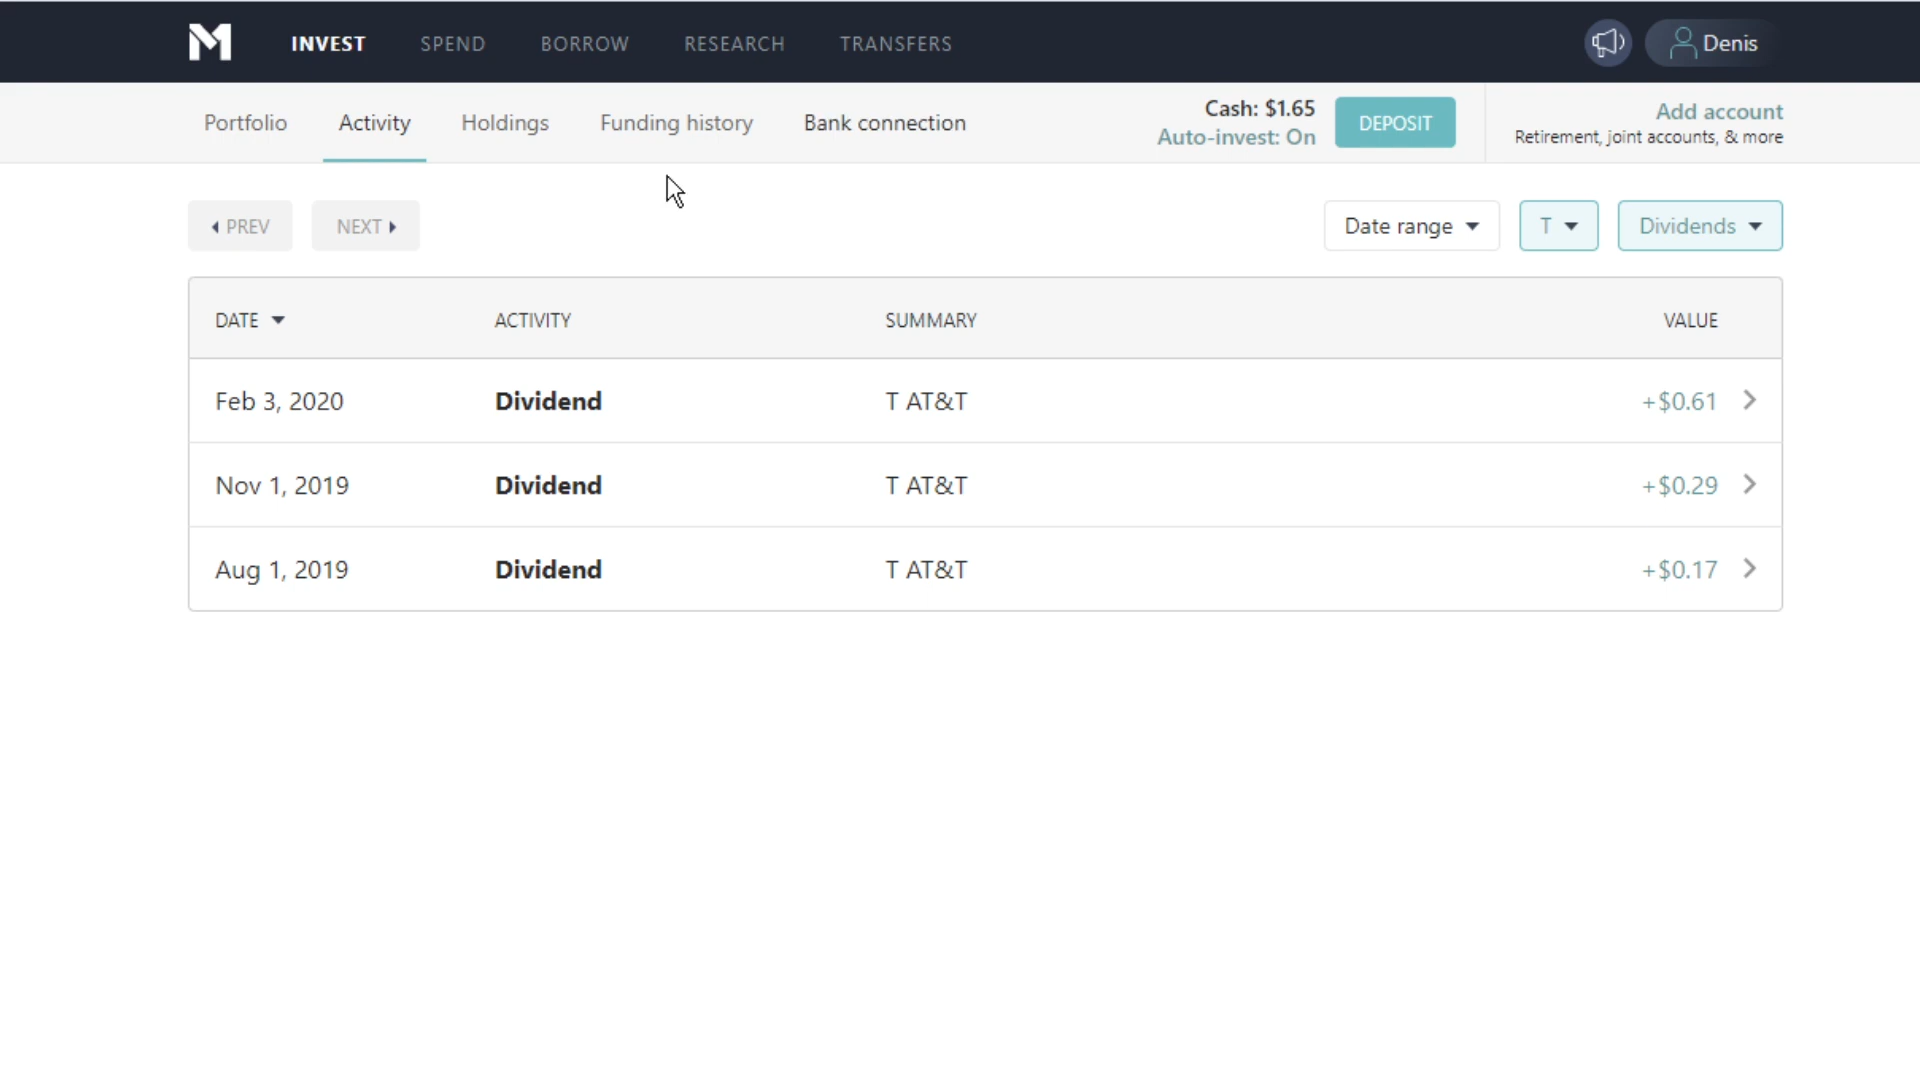 M INVEST SPEND BORROW RESEARCH TRANSFERS Denis
Portfolio Activity Holdings Funding history Bank connection
Cash: $1.65
Auto-invest: On
DEPOSIT
Add account
Retirement, joint accounts, & more
PREV NEXT Date range T Dividends
DATE ACTIVITY SUMMARY VALUE
Feb 3, 2020 Dividend T AT&T +$0.61
Nov 1, 2019 Dividend T AT&T +$0.29
Aug 1, 2019 Dividend T AT&T +$0.17